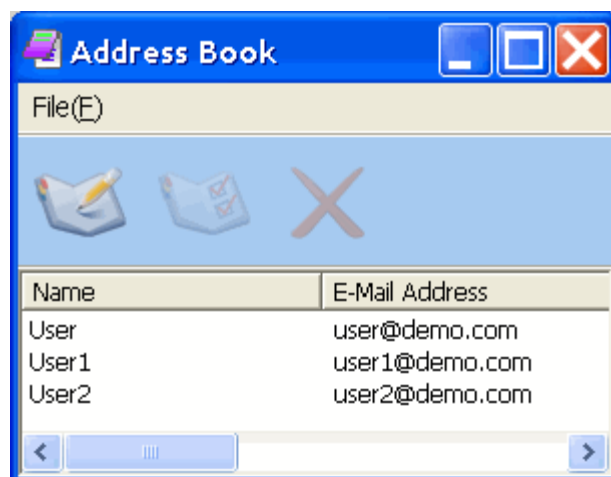 Address Book
File(F)
Name E-Mail Address
User user@demo.com
User1 user1@demo.com
User2 user2@demo.com